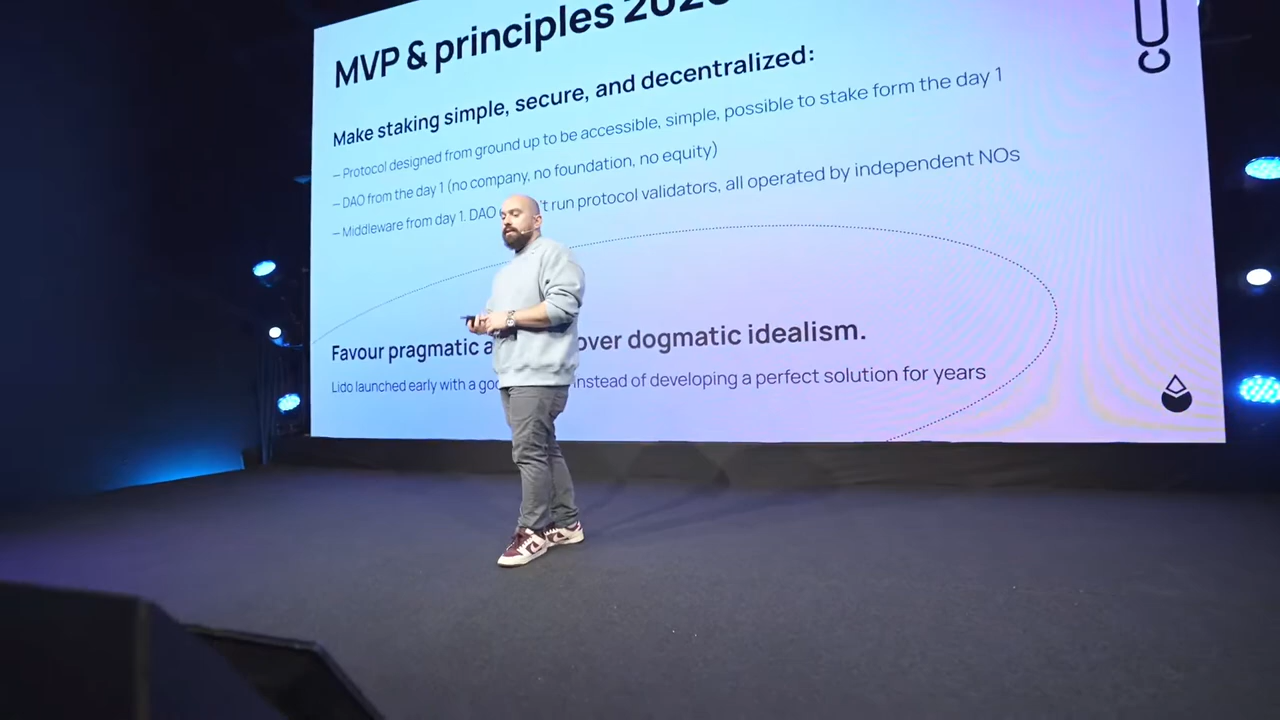 MVP & principles 2020
Make staking simple, secure, and decentralized:
– Protocol designed from ground up to be accessible, simple, possible to stake form the day 1
– DAO from the day 1 (no company, no foundation, no equity)
– Middleware from day 1. DAO 't run protocol validators, all operated by independent NOs
Favour pragmatic over dogmatic idealism.
Lido launched early with a instead of developing a perfect solution for years